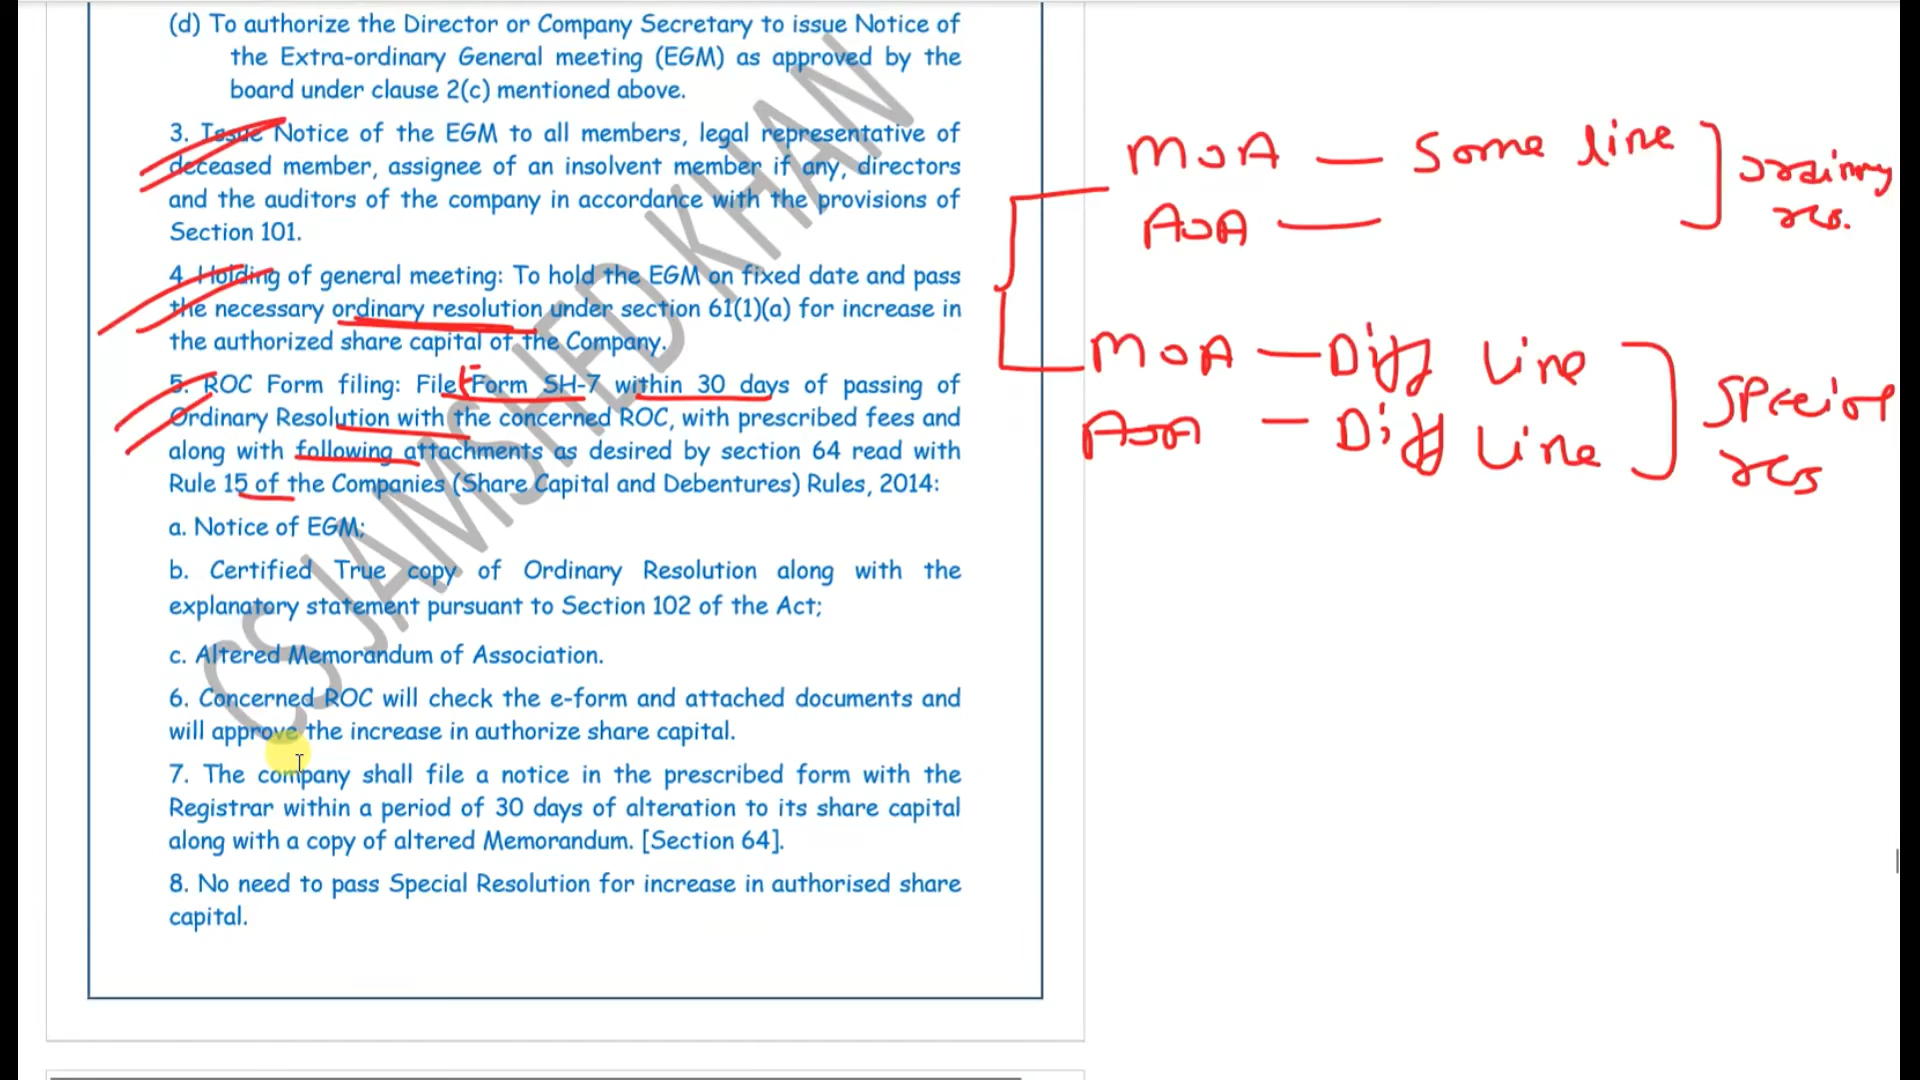 (d) To authorize the Director or Company Secretary to issue Notice of
the Extra-ordinary General meeting (EGM) as approved by the
board under clause 2(c) mentioned above.
3. Issue Notice of the EGM to all members, legal representative of
deceased member, assignee of an insolvent member if any, directors
and the auditors of the company in accordance with the provisions of
Section 101.
4. Holding of general meeting: To hold the EGM on fixed date and pass
the necessary ordinary resolution under section 61(1)(a) for increase in
the authorized share capital of the Company.
5. ROC Form filing: File Form SH-7 within 30 days of passing of
Ordinary Resolution with the concerned ROC, with prescribed fees and
along with following attachments as desired by section 64 read with
Rule 15 of the Companies (Share Capital and Debentures) Rules, 2014:
a. Notice of EGM;
b. Certified True copy of Ordinary Resolution along with the
explanatory statement pursuant to Section 102 of the Act;
c. Altered Memorandum of Association.
6. Concerned ROC will check the e-form and attached documents and
will approve the increase in authorize share capital.
7. The company shall file a notice in the prescribed form with the
Registrar within a period of 30 days of alteration to its share capital
along with a copy of altered Memorandum. [Section 64].
8. No need to pass Special Resolution for increase in authorised share
capital.
CS JAMSHED KHAN
MOA — Some line
AOA —
ordinary
res.
MOA — Diff Line
AOA — Diff Line
Special
res